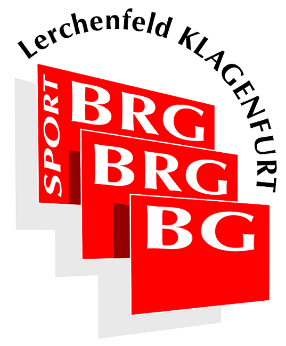 Lerchenfeld KLAGENFURT
SPORT
BRG
BRG
BG